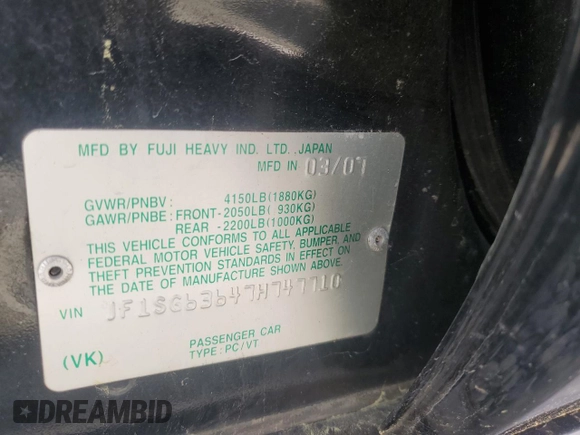 MFD BY FUJI HEAVY IND. LTD. JAPAN
MFD IN 03/07
GVWR/PNBV: 4150LB(1880KG)
GAWR/PNBE: FRONT-2050LB( 930KG)
REAR -2200LB(1000KG)
THIS VEHICLE CONFORMS TO ALL APPLICABLE
FEDERAL MOTOR VEHICLE SAFETY, BUMPER, AND
THEFT PREVENTION STANDARDS IN EFFECT ON
THE DATE OF MANUFACTURE SHOWN ABOVE.
VIN JF1SG63647H747710
(VK) PASSENGER CAR
TYPE: PC/VT
DREAMBID